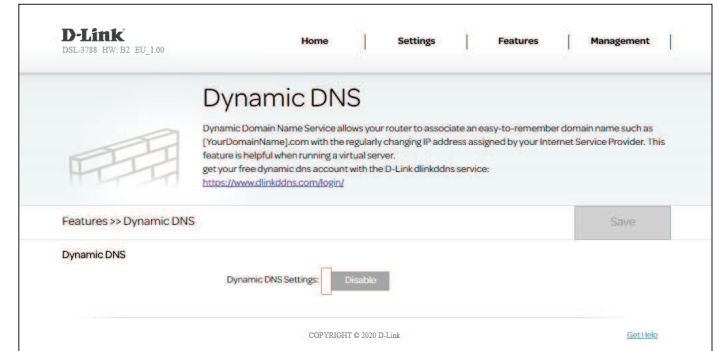 D-Link
DSL-3788 HW: B2 EU_1.00
Home
Settings
Features
Management
Dynamic DNS
Dynamic Domain Name Service allows your router to associate an easy-to-remember domain name such as
[YourDomainName].com with the regularly changing IP address assigned by your Internet Service Provider. This
feature is helpful when running a virtual server.
get your free dynamic dns account with the D-Link dlinkddns service:
https://www.dlinkddns.com/login/
Features >> Dynamic DNS
Save
Dynamic DNS
Dynamic DNS Settings:
Disable
COPYRIGHT © 2020 D-Link
Get Help